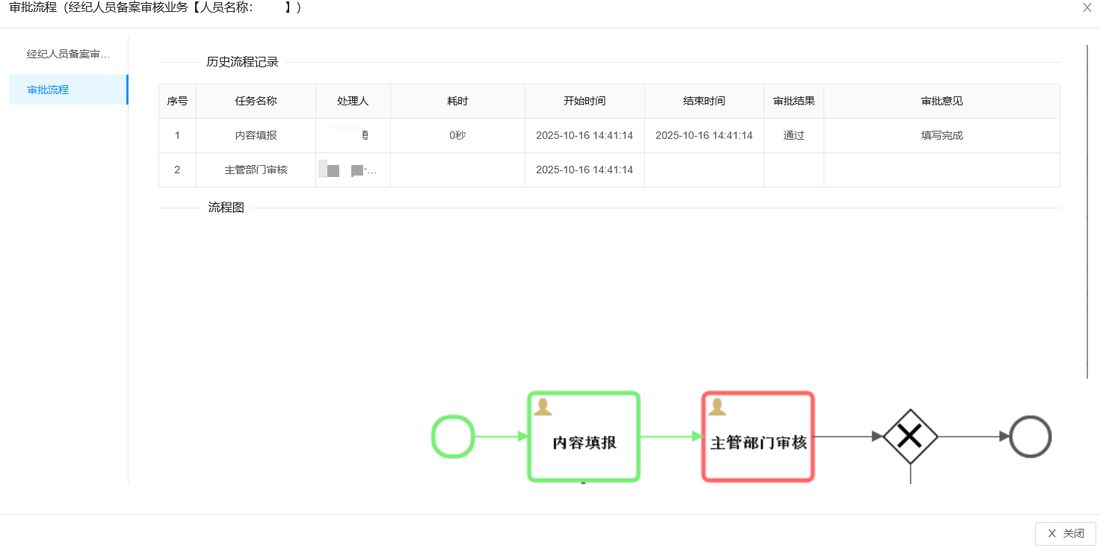 审批流程（经纪人员备案审核业务【人员名称： 】）
经纪人员备案审...
审批流程
历史流程记录
序号 任务名称 处理人 耗时 开始时间 结束时间 审批结果 审批意见
1 内容填报 0秒 2025-10-16 14:41:14 2025-10-16 14:41:14 通过 填写完成
2 主管部门审核 2025-10-16 14:41:14
流程图
内容填报 主管部门审核
关闭